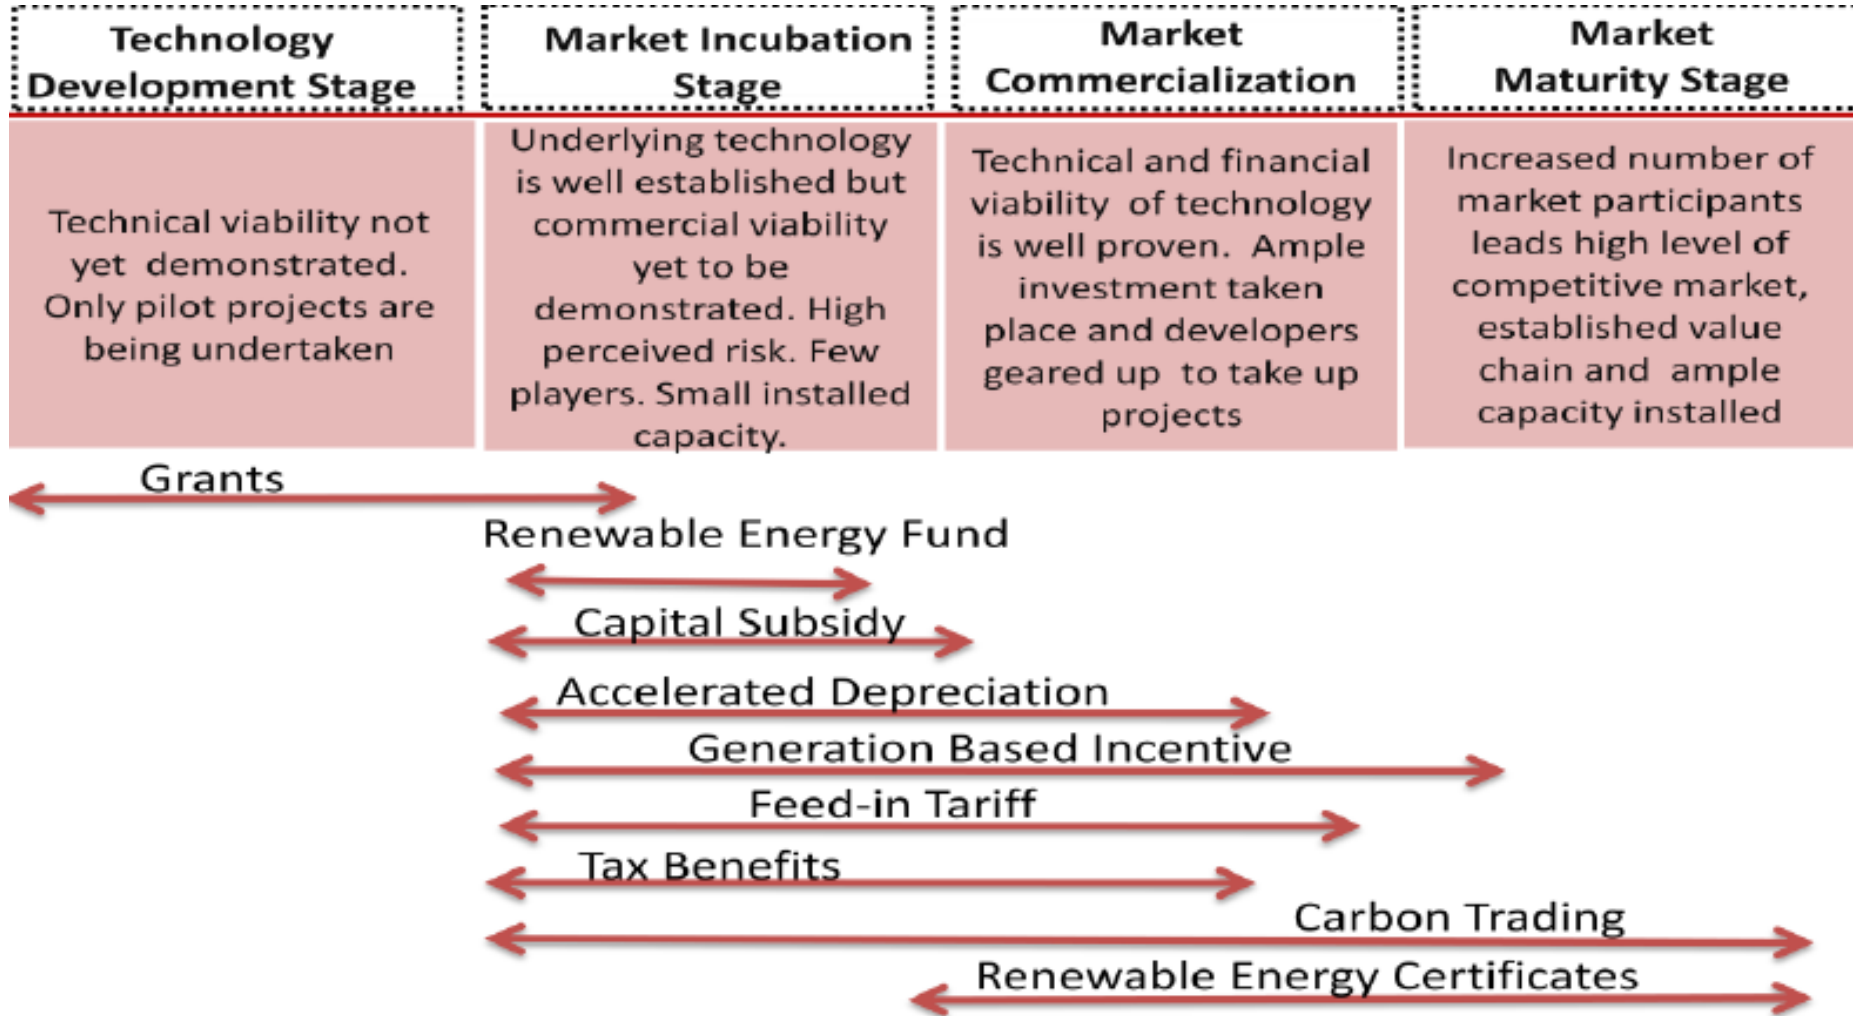 Technology
Development Stage
Market Incubation
Stage
Market
Commercialization
Market
Maturity Stage
Technical viability not
yet demonstrated.
Only pilot projects are
being undertaken
Underlying technology
is well established but
commercial viability
yet to be
demonstrated. High
perceived risk. Few
players. Small installed
capacity.
Technical and financial
viability of technology
is well proven. Ample
investment taken
place and developers
geared up to take up
projects
Increased number of
market participants
leads high level of
competitive market,
established value
chain and ample
capacity installed
Grants
Renewable Energy Fund
Capital Subsidy
Accelerated Depreciation
Generation Based Incentive
Feed-in Tariff
Tax Benefits
Carbon Trading
Renewable Energy Certificates